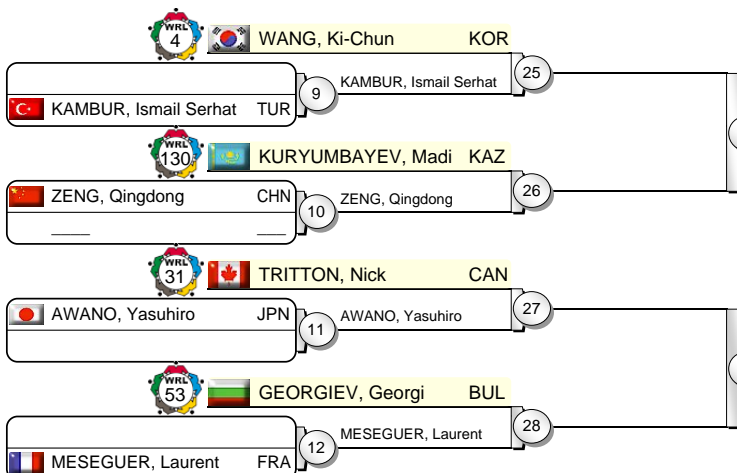 WRL
4
WANG, Ki-Chun KOR
25
KAMBUR, Ismail Serhat
9
KAMBUR, Ismail Serhat TUR
WRL
130
KURYUMBAYEV, Madi KAZ
26
ZENG, Qingdong CHN
10
ZENG, Qingdong
____ ___
WRL
31
TRITTON, Nick CAN
27
AWANO, Yasuhiro JPN
11
AWANO, Yasuhiro
WRL
53
GEORGIEV, Georgi BUL
28
MESEGUER, Laurent
12
MESEGUER, Laurent FRA